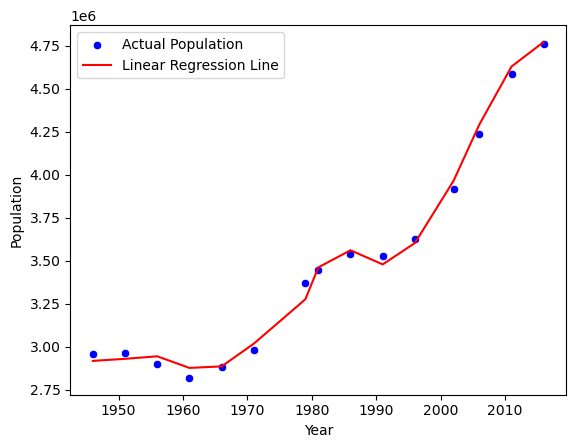 1e6
Actual Population
Linear Regression Line
4.75
4.50
4.25
4.00
3.75
3.50
3.25
3.00
2.75
Population
1950 1960 1970 1980 1990 2000 2010
Year